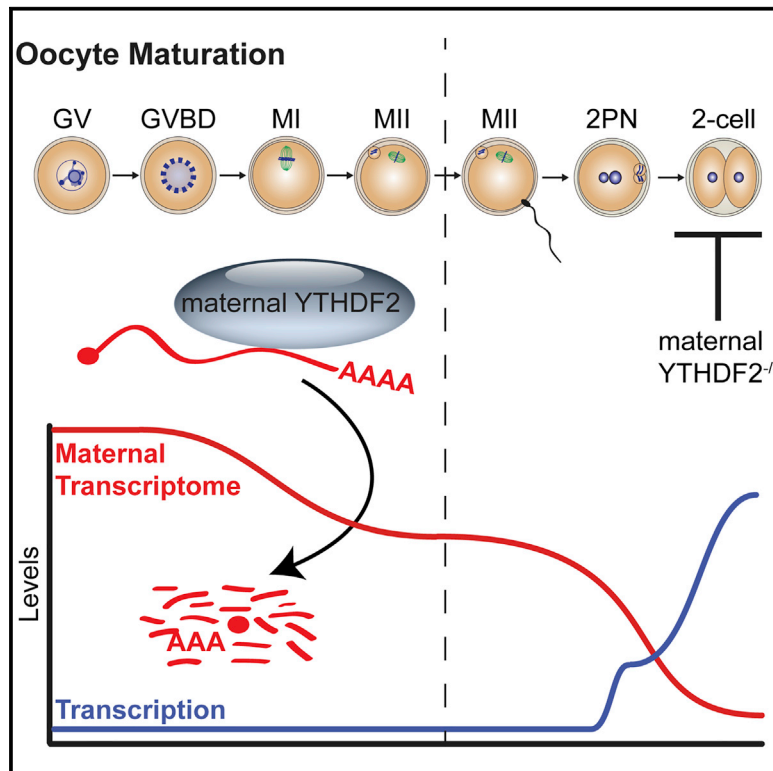 Oocyte Maturation
GV GVBD MI MII MII 2PN 2-cell
maternal YTHDF2
AAAA
maternal
YTHDF2-/
Maternal
Transcriptome
Levels
AAA
Transcription